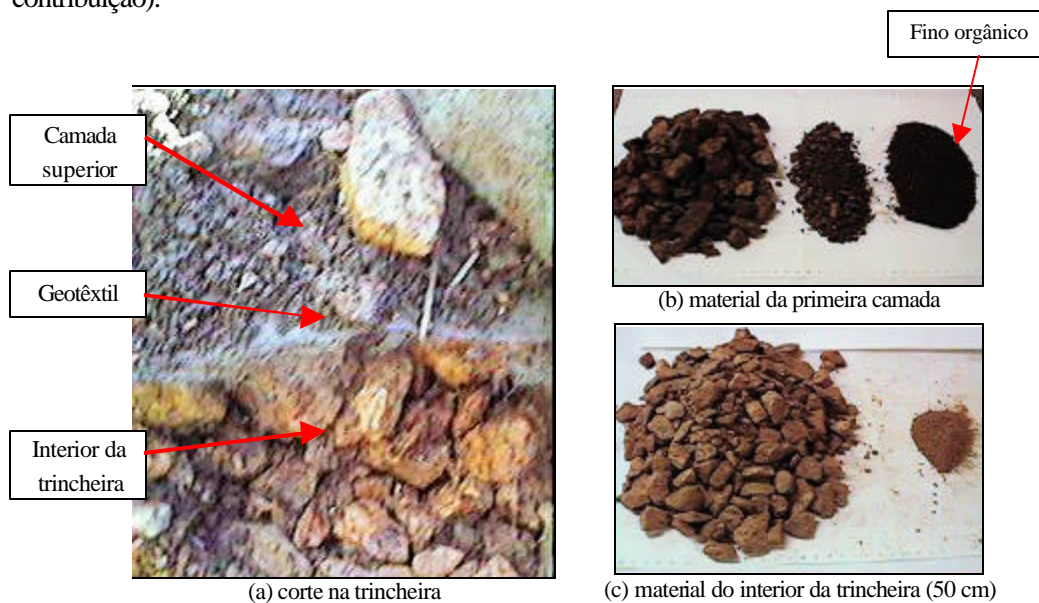 contribuição).
Fino orgânico
Camada
superior
Geotêxtil
Interior da
trincheira
(a) corte na trincheira
(b) material da primeira camada
(c) material do interior da trincheira (50 cm)